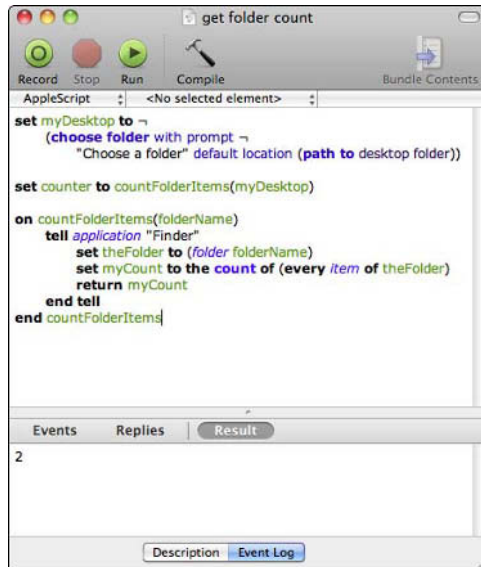 get folder count
Record Stop Run Compile Bundle Contents
AppleScript <No selected element>
set myDesktop to ¬
(choose folder with prompt ¬
"Choose a folder" default location (path to desktop folder))
set counter to countFolderItems(myDesktop)
on countFolderItems(folderName)
tell application "Finder"
set theFolder to (folder folderName)
set myCount to the count of (every item of theFolder)
return myCount
end tell
end countFolderItems
Events Replies Result
2
Description Event Log